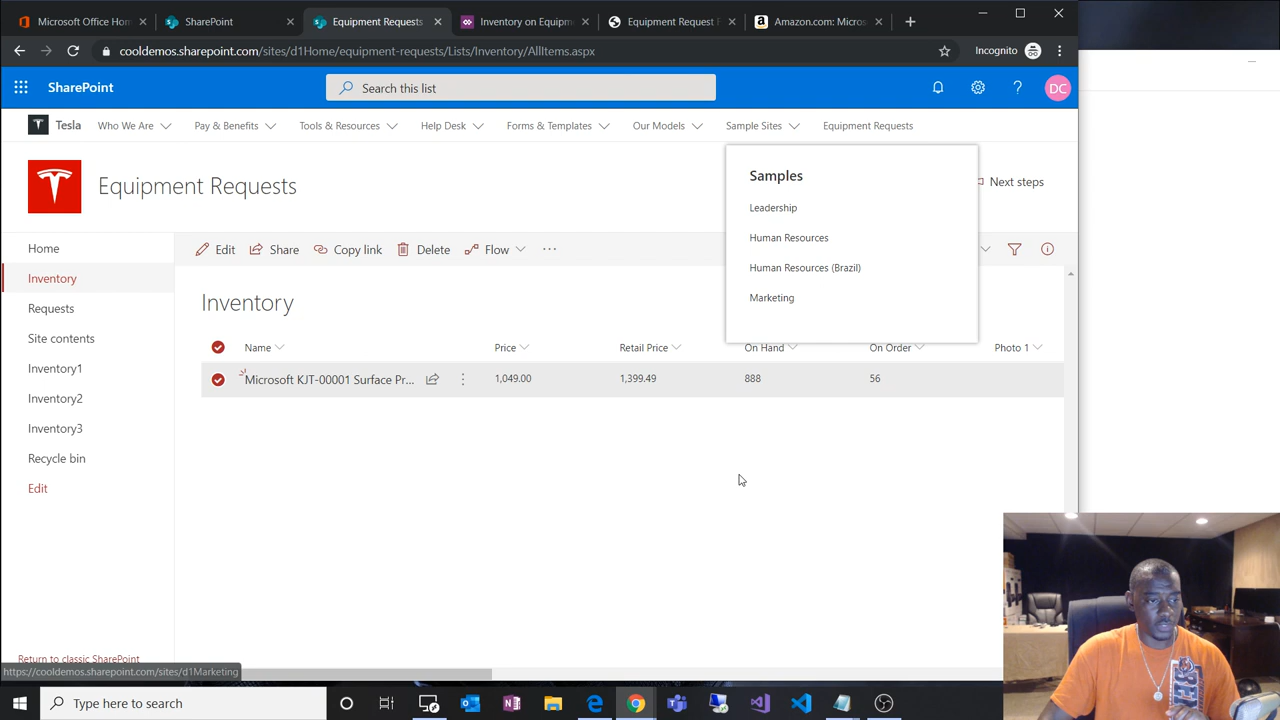 Microsoft Office Home
SharePoint
Equipment Requests
Inventory on Equipm
Equipment Request F
Amazon.com: Micros
cooldemos.sharepoint.com/sites/d1Home/equipment-requests/Lists/Inventory/AllItems.aspx
Incognito
SharePoint
Search this list
DC
Tesla
Who We Are
Pay & Benefits
Tools & Resources
Help Desk
Forms & Templates
Our Models
Sample Sites
Equipment Requests
Equipment Requests
Next steps
Samples
Leadership
Human Resources
Human Resources (Brazil)
Marketing
Home
Inventory
Requests
Site contents
Inventory1
Inventory2
Inventory3
Recycle bin
Edit
Return to classic SharePoint
Edit
Share
Copy link
Delete
Flow
Inventory
Name
Price
Retail Price
On Hand
On Order
Photo 1
Microsoft KJT-00001 Surface Pr...
1,049.00
1,399.49
888
56
https://cooldemos.sharepoint.com/sites/d1Marketing
Type here to search